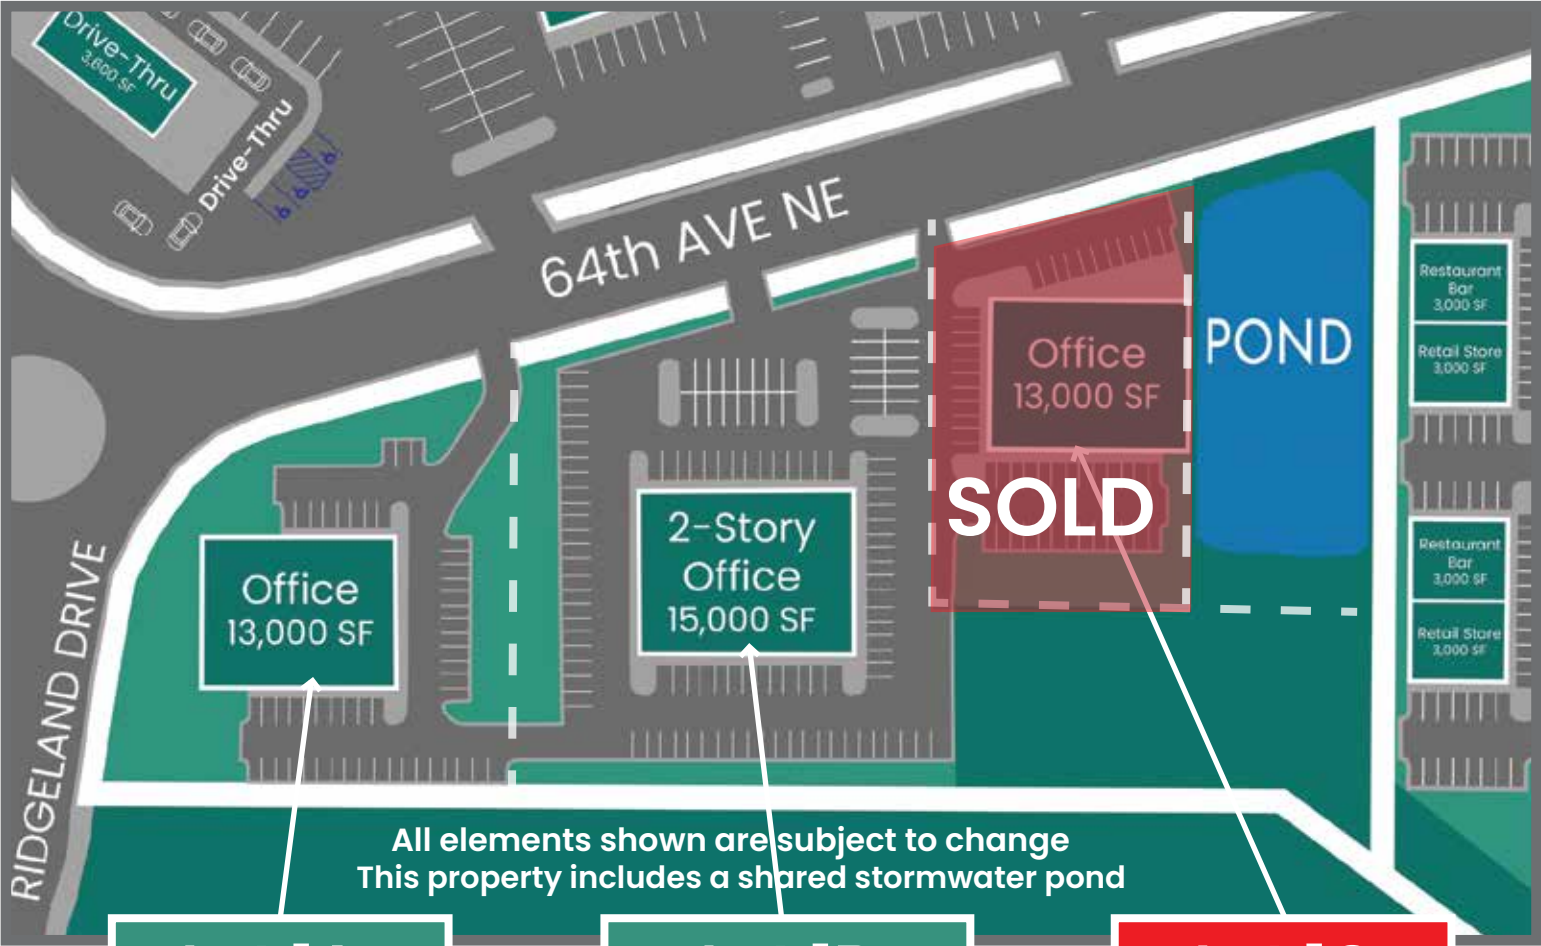 Drive-Thru
3,600 SF
Drive-Thru
64th AVE NE
RIDGELAND DRIVE
Office
13,000 SF
2-Story
Office
15,000 SF
Office
13,000 SF
SOLD
POND
Restaurant
Bar
3,000 SF
Retail Store
3,000 SF
Restaurant
Bar
3,000 SF
Retail Store
3,000 SF
All elements shown are subject to change
This property includes a shared stormwater pond